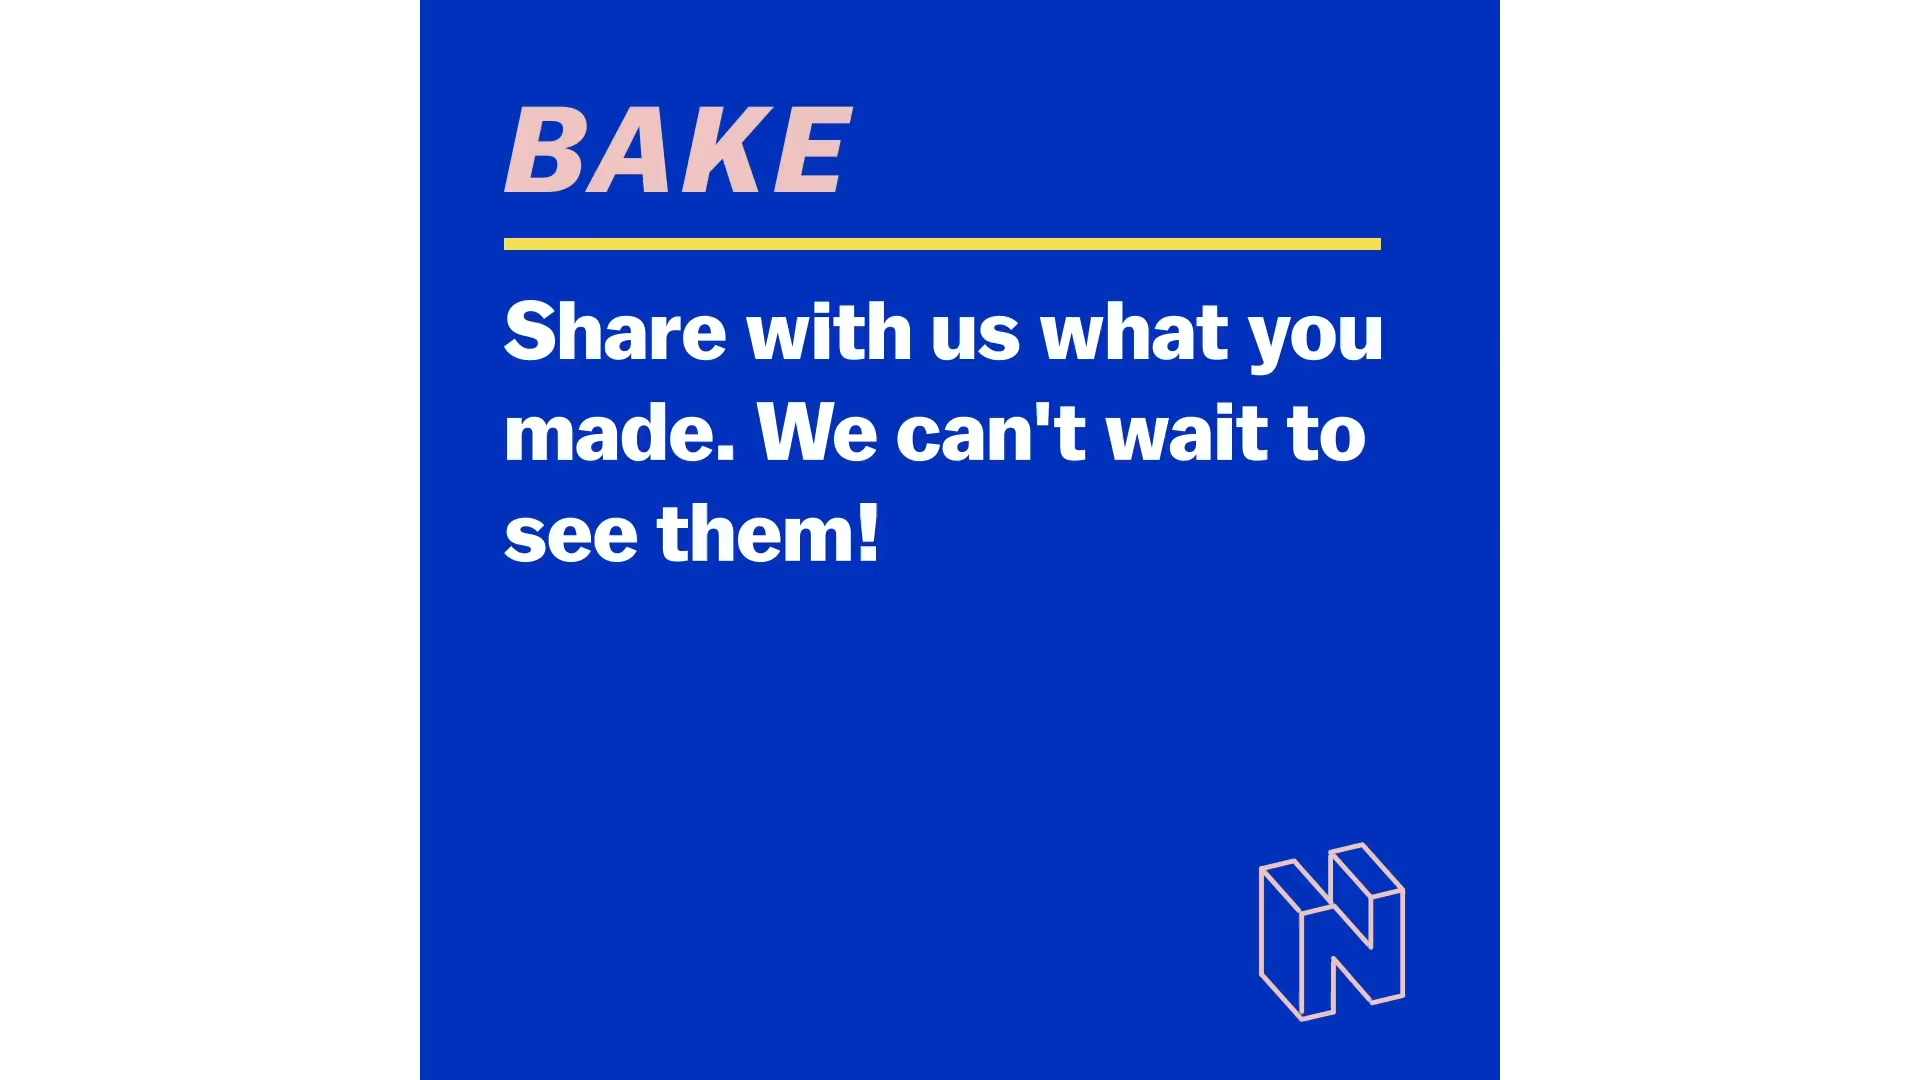 BAKE
Share with us what you
made. We can't wait to
see them!
N